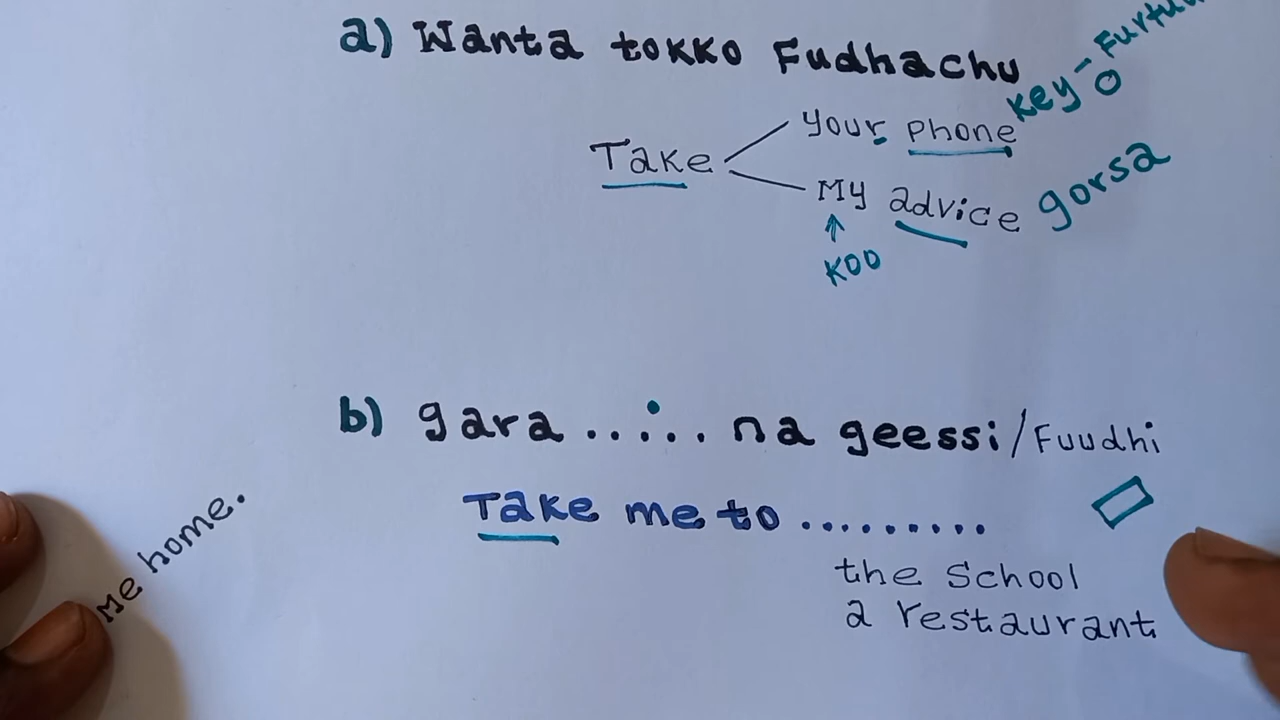 a) Wanta tokko Fudhachu
Key - Furtu
O
Take your phone
My advice gorsa
KOO
b) gara ...... na geessi/Fuudhi
Take me to .........
the School
a restaurant
Me home.